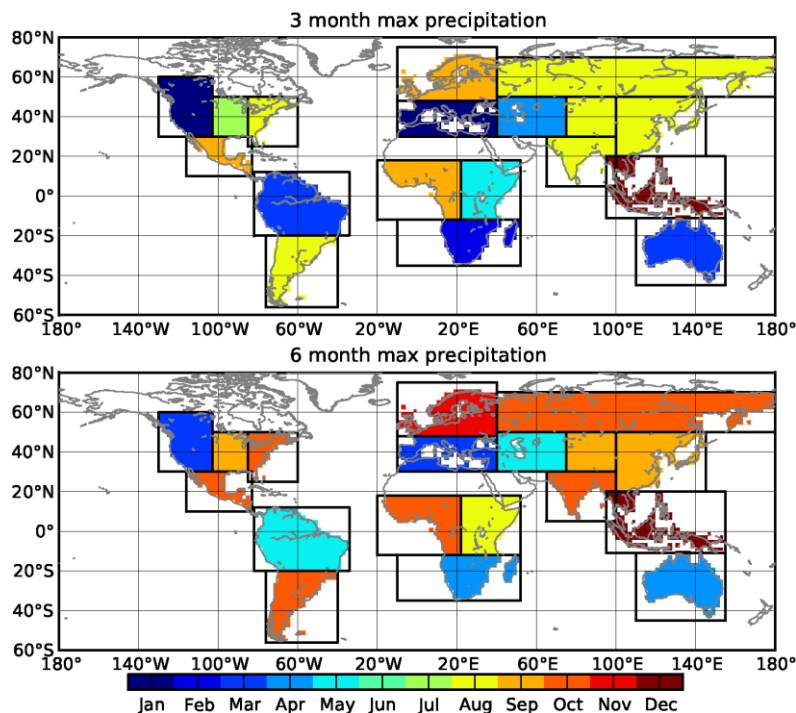 3 month max precipitation
80°N
60°N
40°N
20°N
0°
20°S
40°S
60°S
180° 140°W 100°W 60°W 20°W 20°E 60°E 100°E 140°E 180°
6 month max precipitation
80°N
60°N
40°N
20°N
0°
20°S
40°S
60°S
180° 140°W 100°W 60°W 20°W 20°E 60°E 100°E 140°E 180°
Jan Feb Mar Apr May Jun Jul Aug Sep Oct Nov Dec